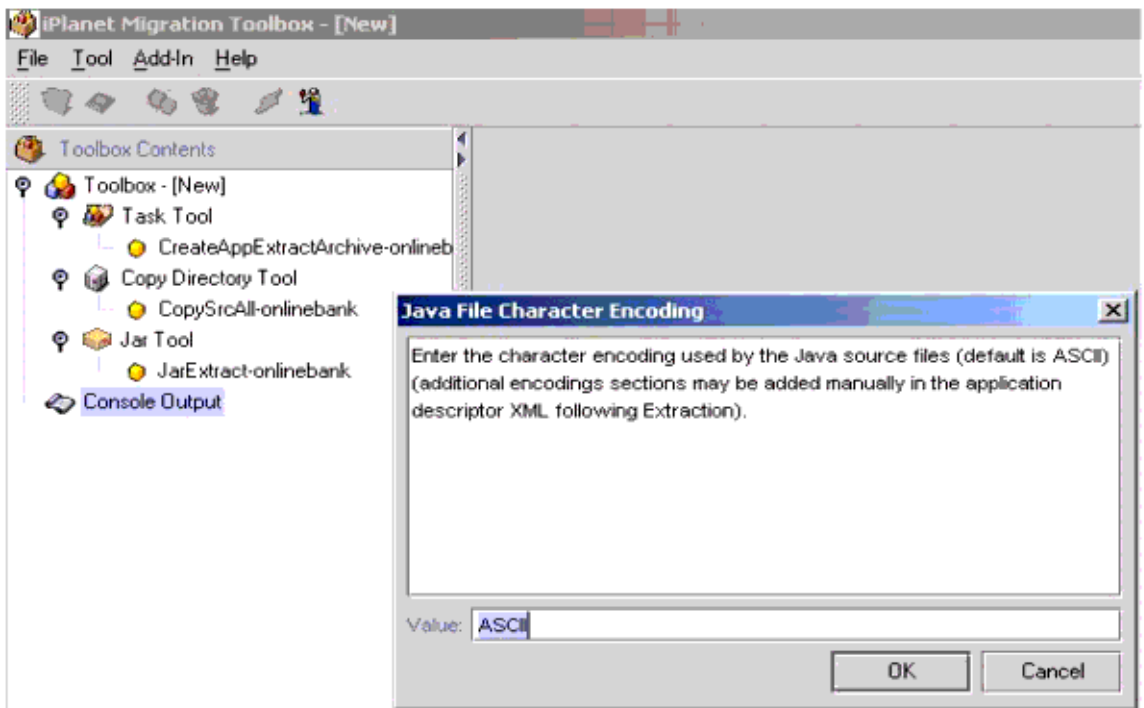 iPlanet Migration Toolbox - [New]
File Tool Add-In Help
Toolbox Contents
Toolbox - [New]
Task Tool
CreateAppExtractArchive-onlineb
Copy Directory Tool
CopySrcAll-onlinebank
Jar Tool
JarExtract-onlinebank
Console Output
Java File Character Encoding
Enter the character encoding used by the Java source files (default is ASCII)
(additional encodings sections may be added manually in the application
descriptor XML following Extraction).
Value: ASCII
OK Cancel